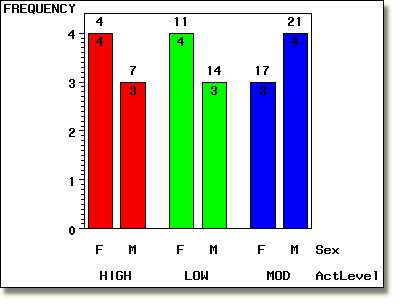 FREQUENCY
4 7 11 14 17 21
4 3 4 3 3 4
4
3
2
1
0
F M F M F M Sex
HIGH LOW MOD ActLevel